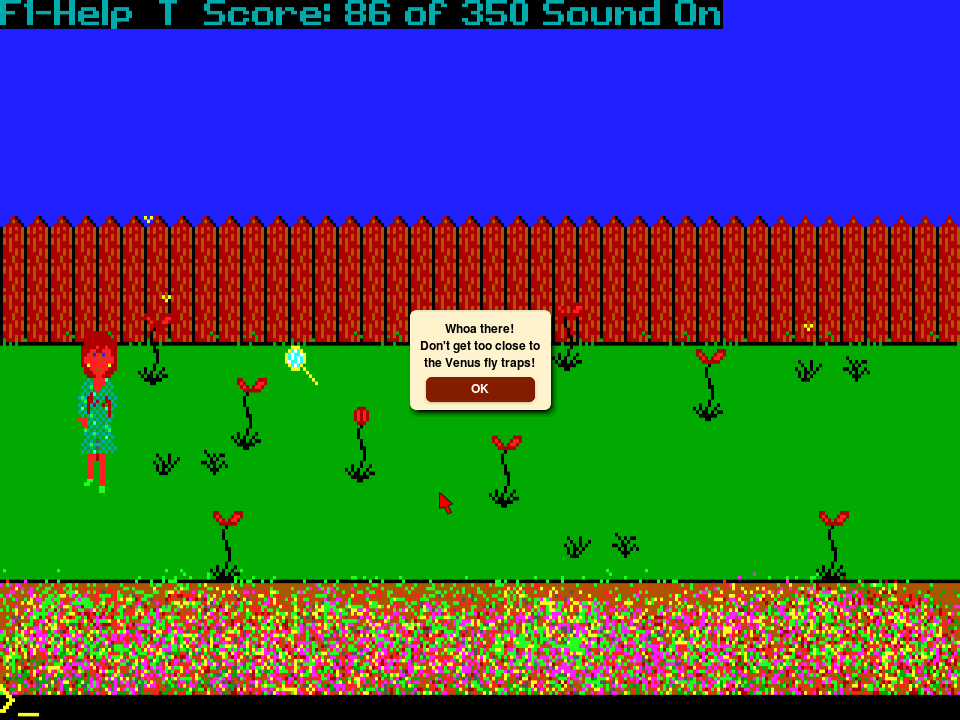 F1-Help T Score: 86 of 350 Sound On
Whoa there!
Don't get too close to
the Venus fly traps!
OK
>_